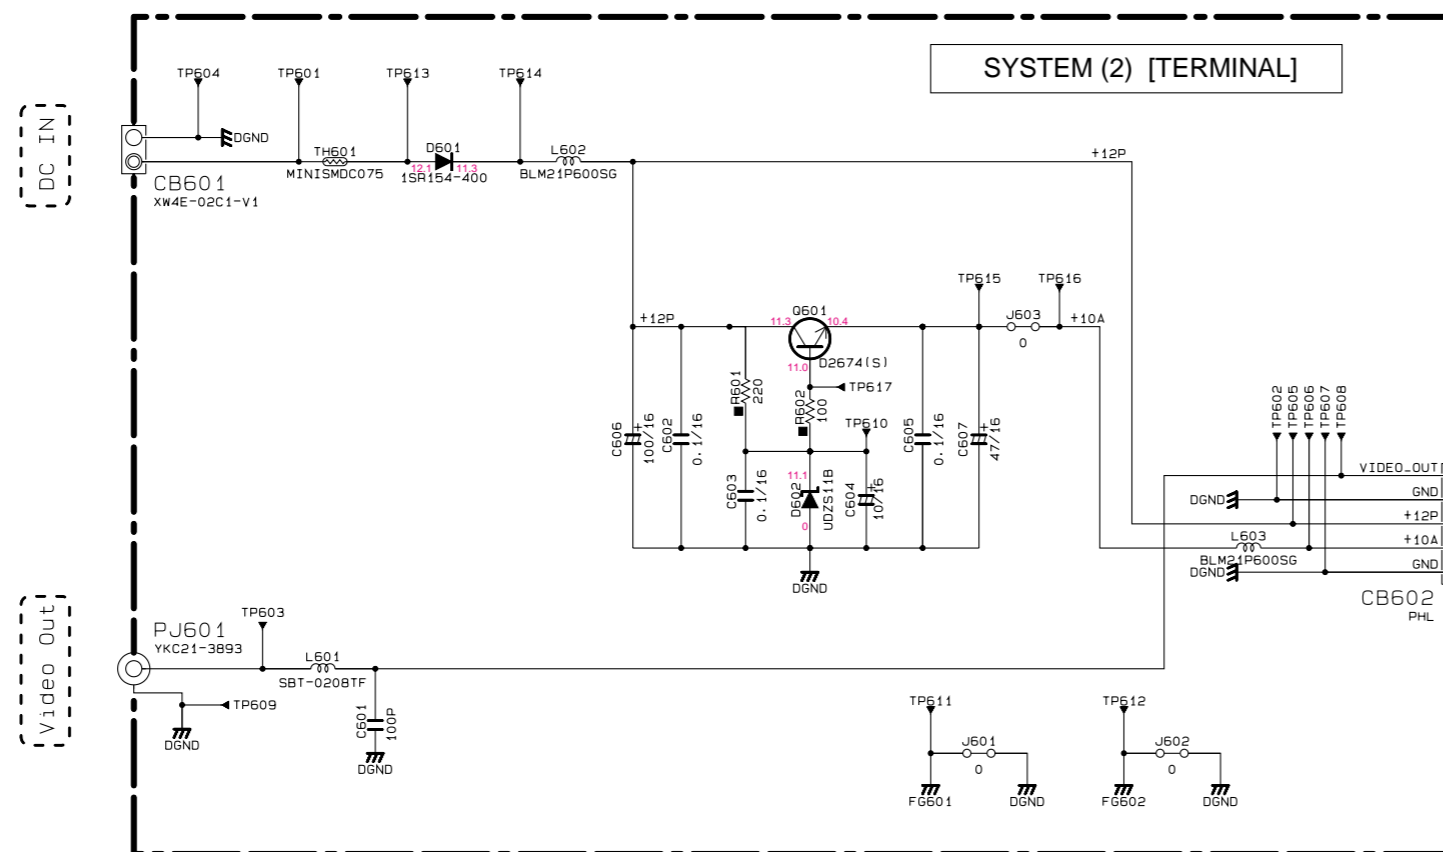 SYSTEM (2) [TERMINAL]
TP604
TP601
TP613
TP614
DC IN
DGND
TH601
MINISMDC075
D601
12.1
11.3
1SR154-400
L602
BLM21P600SG
+12P
CB601
XW4E-02C1-V1
TP615
TP616
+12P
Q601
11.3
10.4
J603
0
+10A
D2674(S)
11.0
TP617
R601
220
R602
100
TP610
C606
100/16
C602
0.1/16
C603
0.1/16
11.1
D602
0
UDZS11B
C604
10/16
C605
0.1/16
C607
47/16
DGND
TP602
TP605
TP606
TP607
TP608
VIDEO_OUT
GND
DGND
+12P
L603
+10A
BLM21P600SG
GND
DGND
CB602
PHL
Video Out
PJ601
YKC21-3893
TP603
L601
SBT-0208TF
TP609
DGND
C601
100P
DGND
TP611
J601
0
FG601
DGND
TP612
J602
0
FG602
DGND